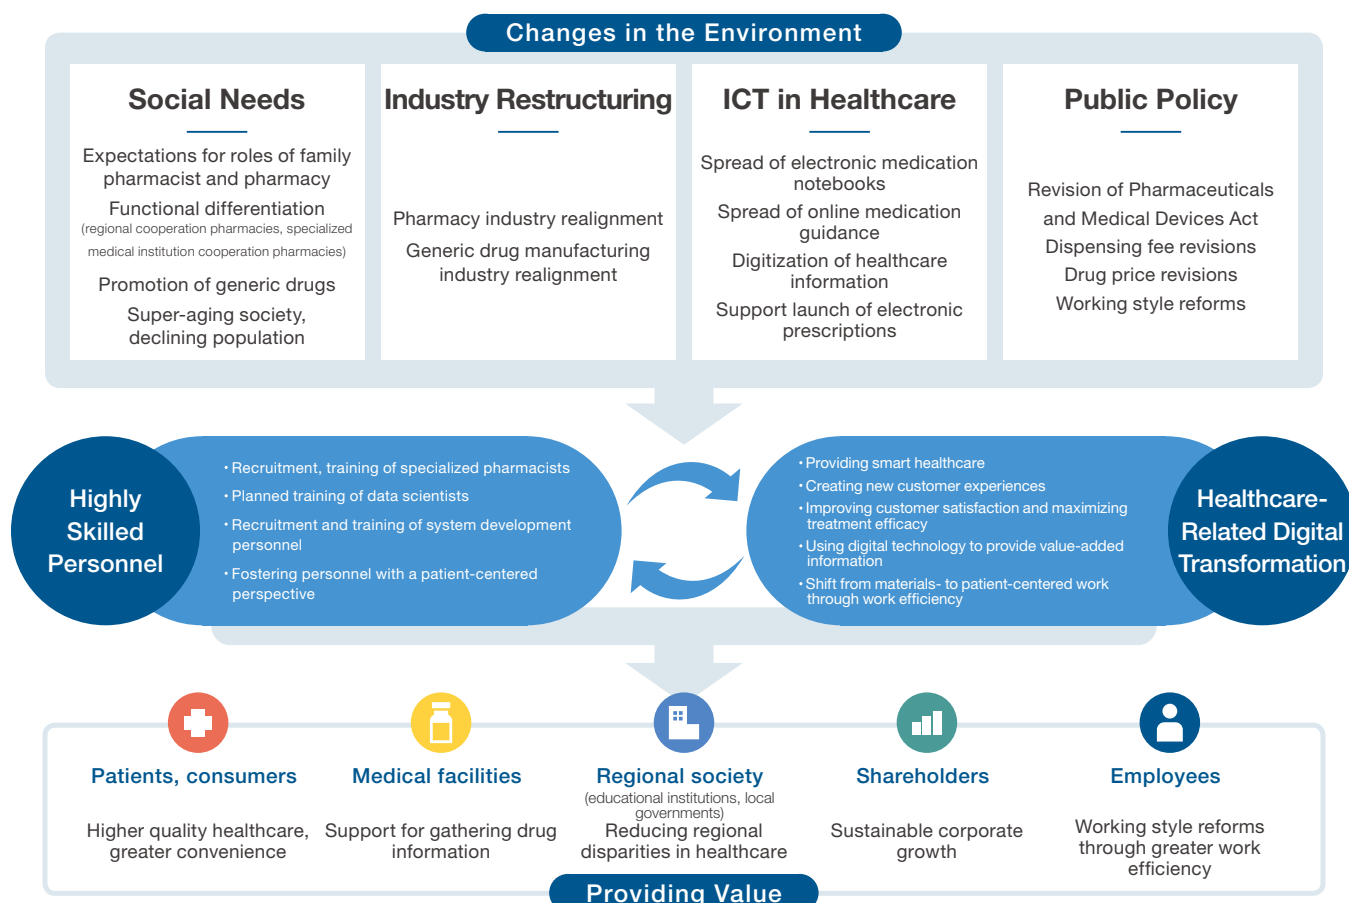 Changes in the Environment
Social Needs
Expectations for roles of family
pharmacist and pharmacy
Functional differentiation
(regional cooperation pharmacies, specialized
medical institution cooperation pharmacies)
Promotion of generic drugs
Super-aging society,
declining population
Industry Restructuring
Pharmacy industry realignment
Generic drug manufacturing
industry realignment
ICT in Healthcare
Spread of electronic medication
notebooks
Spread of online medication
guidance
Digitization of healthcare
information
Support launch of electronic
prescriptions
Public Policy
Revision of Pharmaceuticals
and Medical Devices Act
Dispensing fee revisions
Drug price revisions
Working style reforms
Highly
Skilled
Personnel
・Recruitment, training of specialized pharmacists
・Planned training of data scientists
・Recruitment and training of system development
personnel
・Fostering personnel with a patient-centered
perspective
・Providing smart healthcare
・Creating new customer experiences
・Improving customer satisfaction and maximizing
treatment efficacy
・Using digital technology to provide value-added
information
・Shift from materials- to patient-centered work
through work efficiency
Healthcare-
Related Digital
Transformation
Patients, consumers
Higher quality healthcare,
greater convenience
Medical facilities
Support for gathering drug
information
Regional society
(educational institutions, local
governments)
Reducing regional
disparities in healthcare
Shareholders
Sustainable corporate
growth
Employees
Working style reforms
through greater work
efficiency
Providing Value